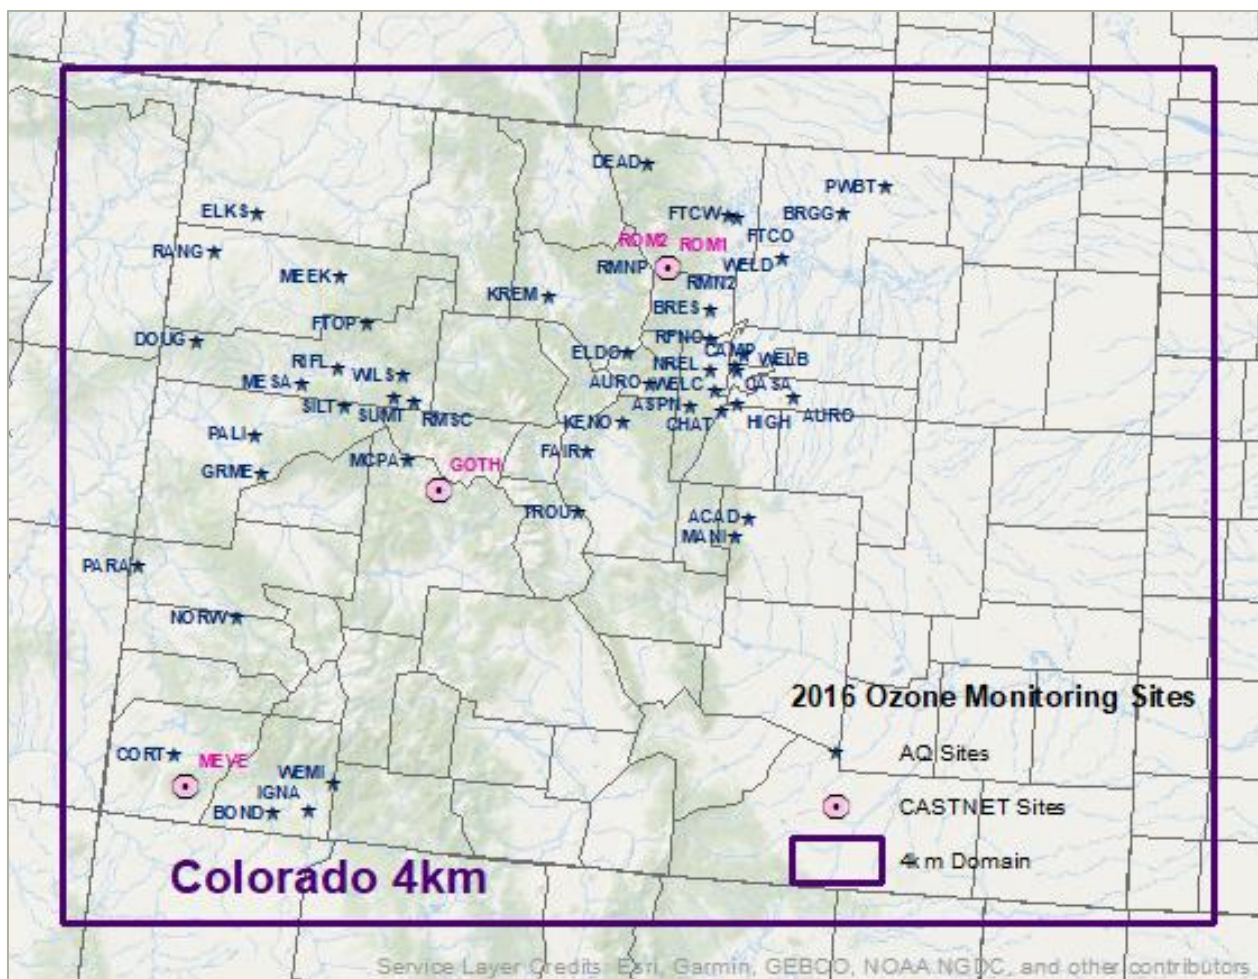 DEAD
PWBT
ELKS
FTCW
BRGG
FTCO
RANG
ROM2
ROM1
WELD
RMNP
MEEK
RMN2
KREM
BRES
FTOP
RFNO
DOUG
ELDO
CAMP
WELB
RIFL
NREL
WILS
MESA
AURO
WELC
CASA
SILT
SUMT
ASPN
AURO
RMSC
KENO
CHAT
HIGH
PALI
FAIR
MCPA
GOTH
GRME
TROU
ACAD
MANI
PARA
NORW
2016 Ozone Monitoring Sites
CORT
MEVE
AQ Sites
WEMI
IGNA
BOND
CASTNET Sites
4km Domain
Colorado 4km
Service Layer Credits: Esri, Garmin, GEBCO, NOAA NGDC, and other contributors